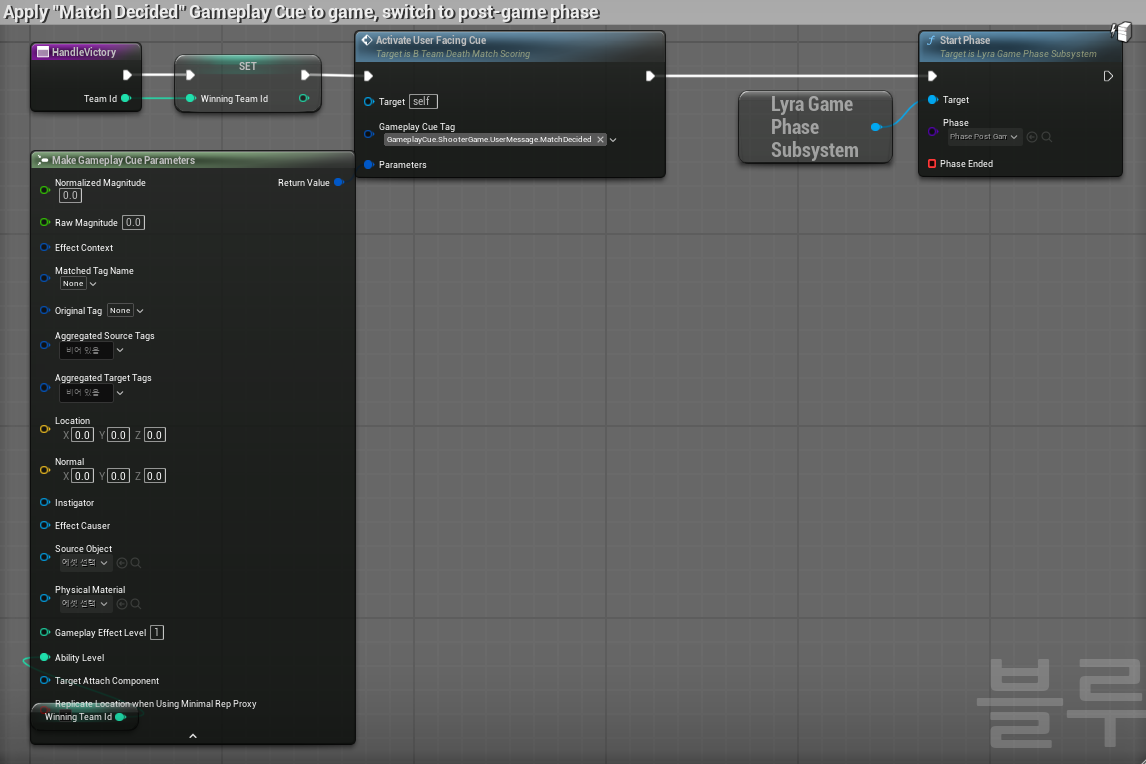 Apply "Match Decided" Gameplay Cue to game, switch to post-game phase
HandleVictory
Team Id
SET
Winning Team Id
Activate User Facing Cue
Target is B Team Death Match Scoring
Target self
Gameplay Cue Tag
GameplayCue.ShooterGame.UserMessage.MatchDecided
Parameters
Lyra Game
Phase
Subsystem
Start Phase
Target is Lyra Game Phase Subsystem
Target
Phase
Phase Post Gam
Phase Ended
Make Gameplay Cue Parameters
Normalized Magnitude
0.0
Return Value
Raw Magnitude 0.0
Effect Context
Matched Tag Name
None
Original Tag None
Aggregated Source Tags
비어 있음
Aggregated Target Tags
비어 있음
Location
X 0.0 Y 0.0 Z 0.0
Normal
X 0.0 Y 0.0 Z 0.0
Instigator
Effect Causer
Source Object
에셋 선택
Physical Material
에셋 선택
Gameplay Effect Level 1
Ability Level
Target Attach Component
Replicate Location when Using Minimal Rep Proxy
Winning Team Id
블루